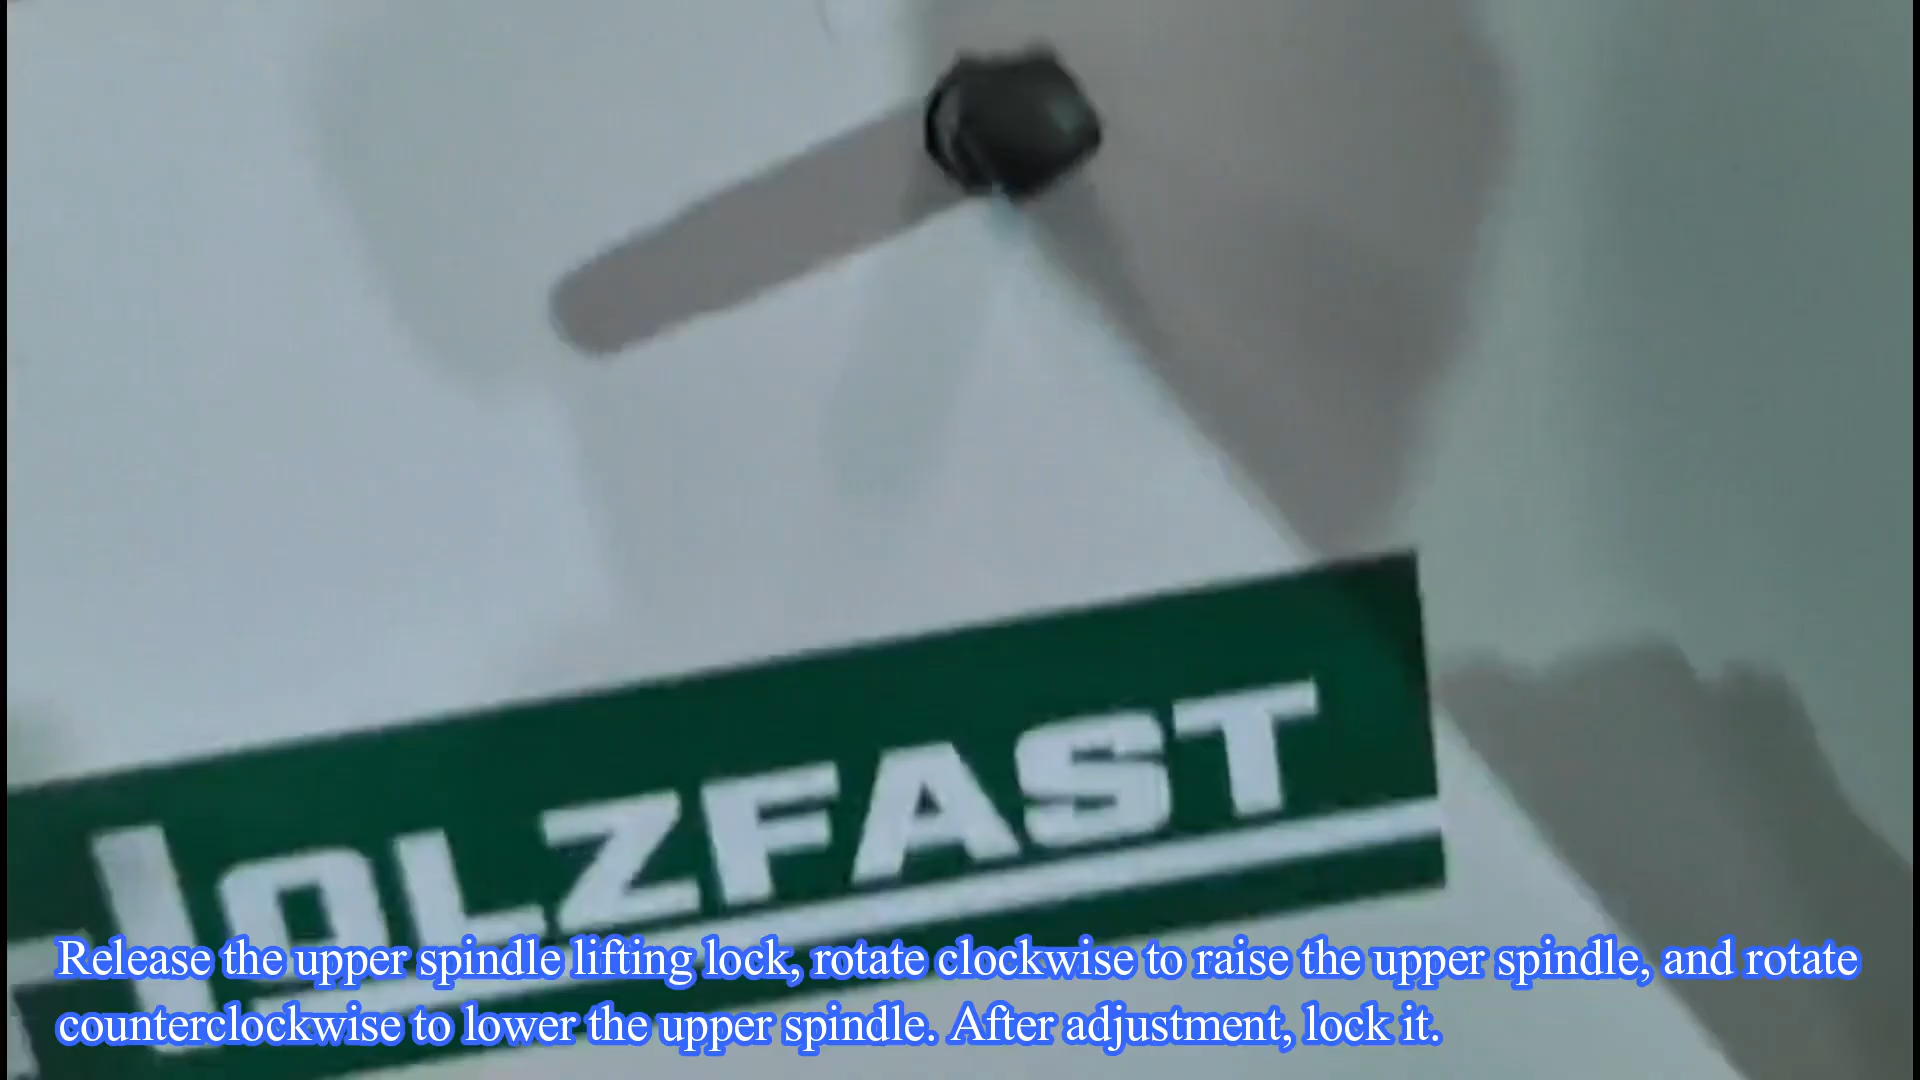 HOLZFAST
Release the upper spindle lifting lock, rotate clockwise to raise the upper spindle, and rotate
counterclockwise to lower the upper spindle. After adjustment, lock it.